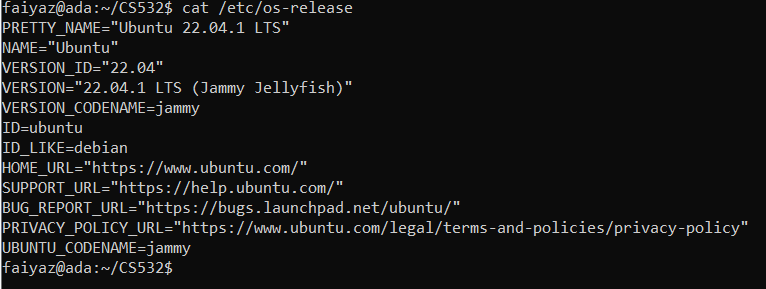 faiyaz@ada:~/CS532$ cat /etc/os-release
PRETTY_NAME="Ubuntu 22.04.1 LTS"
NAME="Ubuntu"
VERSION_ID="22.04"
VERSION="22.04.1 LTS (Jammy Jellyfish)"
VERSION_CODENAME=jammy
ID=ubuntu
ID_LIKE=debian
HOME_URL="https://www.ubuntu.com/"
SUPPORT_URL="https://help.ubuntu.com/"
BUG_REPORT_URL="https://bugs.launchpad.net/ubuntu/"
PRIVACY_POLICY_URL="https://www.ubuntu.com/legal/terms-and-policies/privacy-policy"
UBUNTU_CODENAME=jammy
faiyaz@ada:~/CS532$